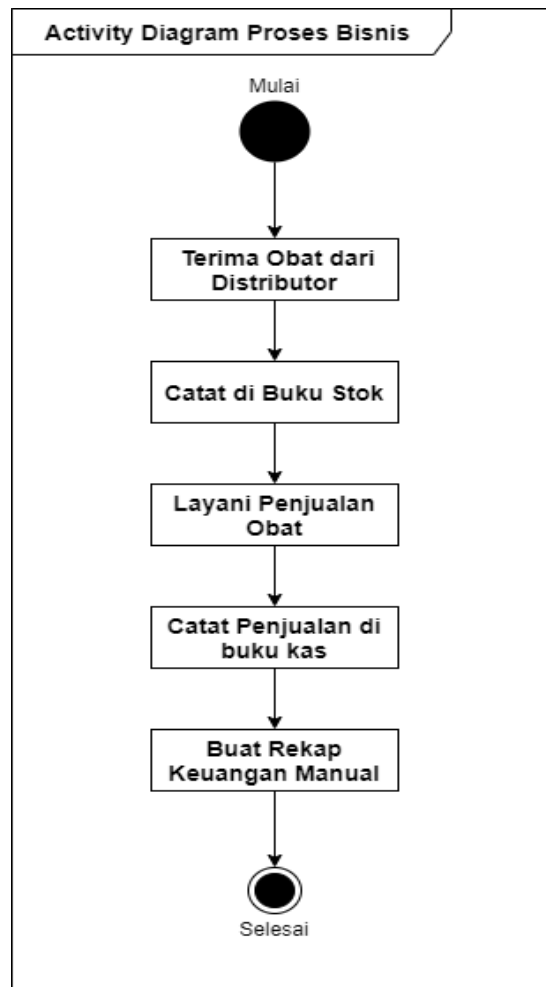 Activity Diagram Proses Bisnis
Mulai
Terima Obat dari
Distributor
Catat di Buku Stok
Layani Penjualan
Obat
Catat Penjualan di
buku kas
Buat Rekap
Keuangan Manual
Selesai